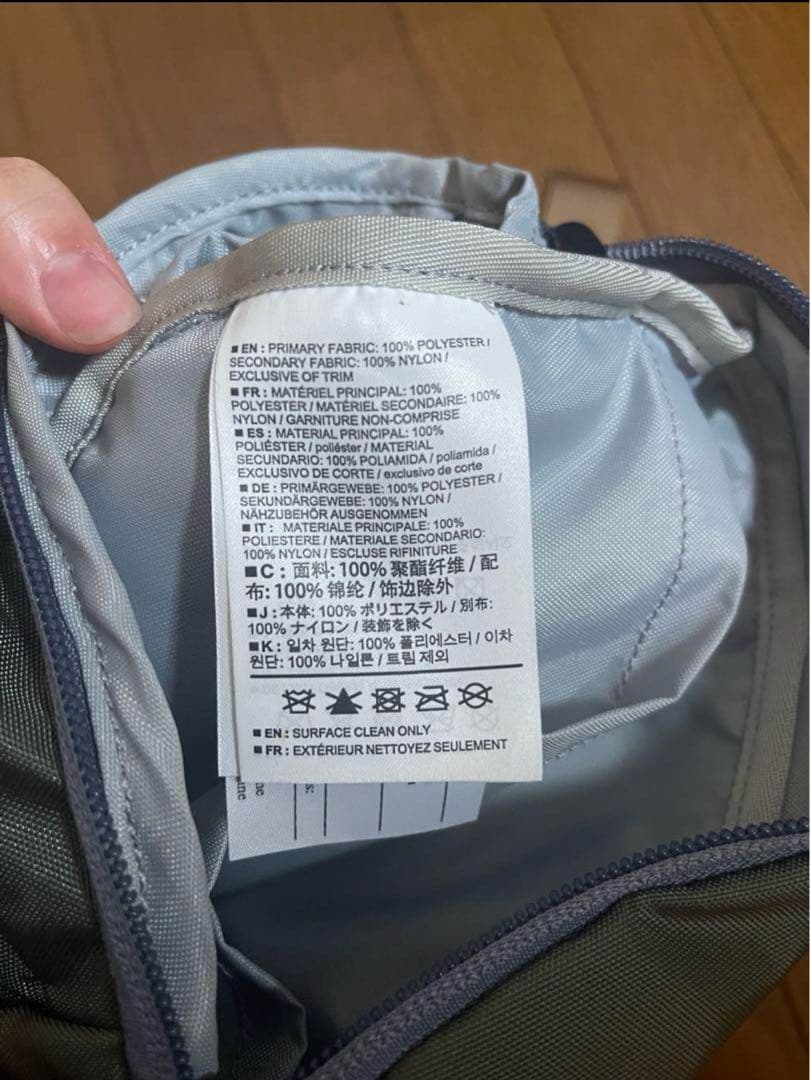 ■ EN : PRIMARY FABRIC: 100% POLYESTER /
SECONDARY FABRIC: 100% NYLON /
EXCLUSIVE OF TRIM
■ FR : MATÉRIEL PRINCIPAL: 100%
POLYESTER / MATÉRIEL SECONDAIRE: 100%
NYLON / GARNITURE NON-COMPRISE
■ ES : MATERIAL PRINCIPAL: 100%
POLIÉSTER / poliéster / MATERIAL
SECUNDARIO: 100% POLIAMIDA / poliamida /
EXCLUSIVO DE CORTE / exclusivo de corte
■ DE : PRIMÄRGEWEBE: 100% POLYESTER /
SEKUNDÄRGEWEBE: 100% NYLON /
NÄHZUBEHÖR AUSGENOMMEN
■ IT : MATERIALE PRINCIPALE: 100%
POLIESTERE / MATERIALE SECONDARIO:
100% NYLON / ESCLUSE RIFINITURE
■ C : 面料: 100% 聚酯纤维 / 配
布: 100% 锦纶 / 饰边除外
■ J : 本体: 100% ポリエステル / 別布:
100% ナイロン / 装飾を除く
■ K : 일차 원단: 100% 폴리에스터 / 이차
원단: 100% 나일론 / 트림 제외
■ EN : SURFACE CLEAN ONLY
■ FR : EXTÉRIEUR NETTOYEZ SEULEMENT